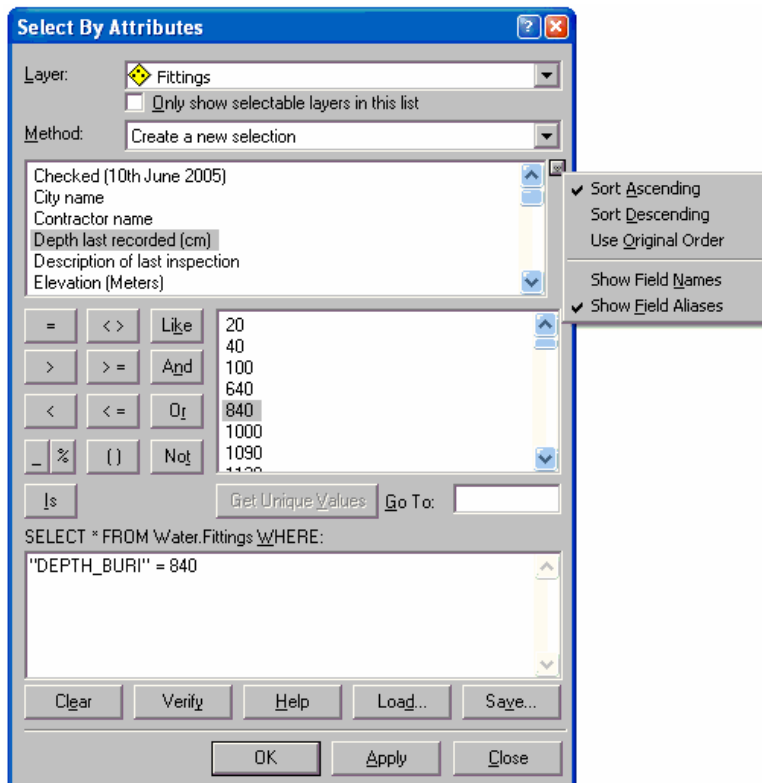 Select By Attributes
Layer: Fittings
Only show selectable layers in this list
Method: Create a new selection
Checked (10th June 2005)
City name
Contractor name
Depth last recorded (cm)
Description of last inspection
Elevation (Meters)
Sort Ascending
Sort Descending
Use Original Order
Show Field Names
Show Field Aliases
= < > Like
> > = And
< < = Or
_ % ( ) Not
Is
20
40
100
640
840
1000
1090
Get Unique Values Go To:
SELECT * FROM Water.Fittings WHERE:
"DEPTH_BURI" = 840
Clear Verify Help Load... Save...
OK Apply Close